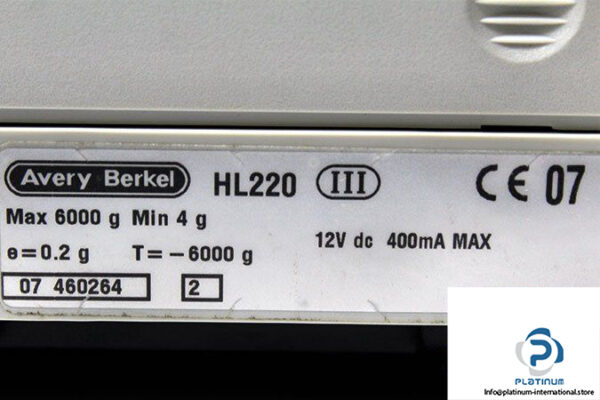 Avery Berkel HL220 III CE 07
Max 6000 g Min 4 g
12V dc 400mA MAX
e=0.2 g T=-6000 g
07 460264 2
P
PLATINUM
Info@platinum-international.store